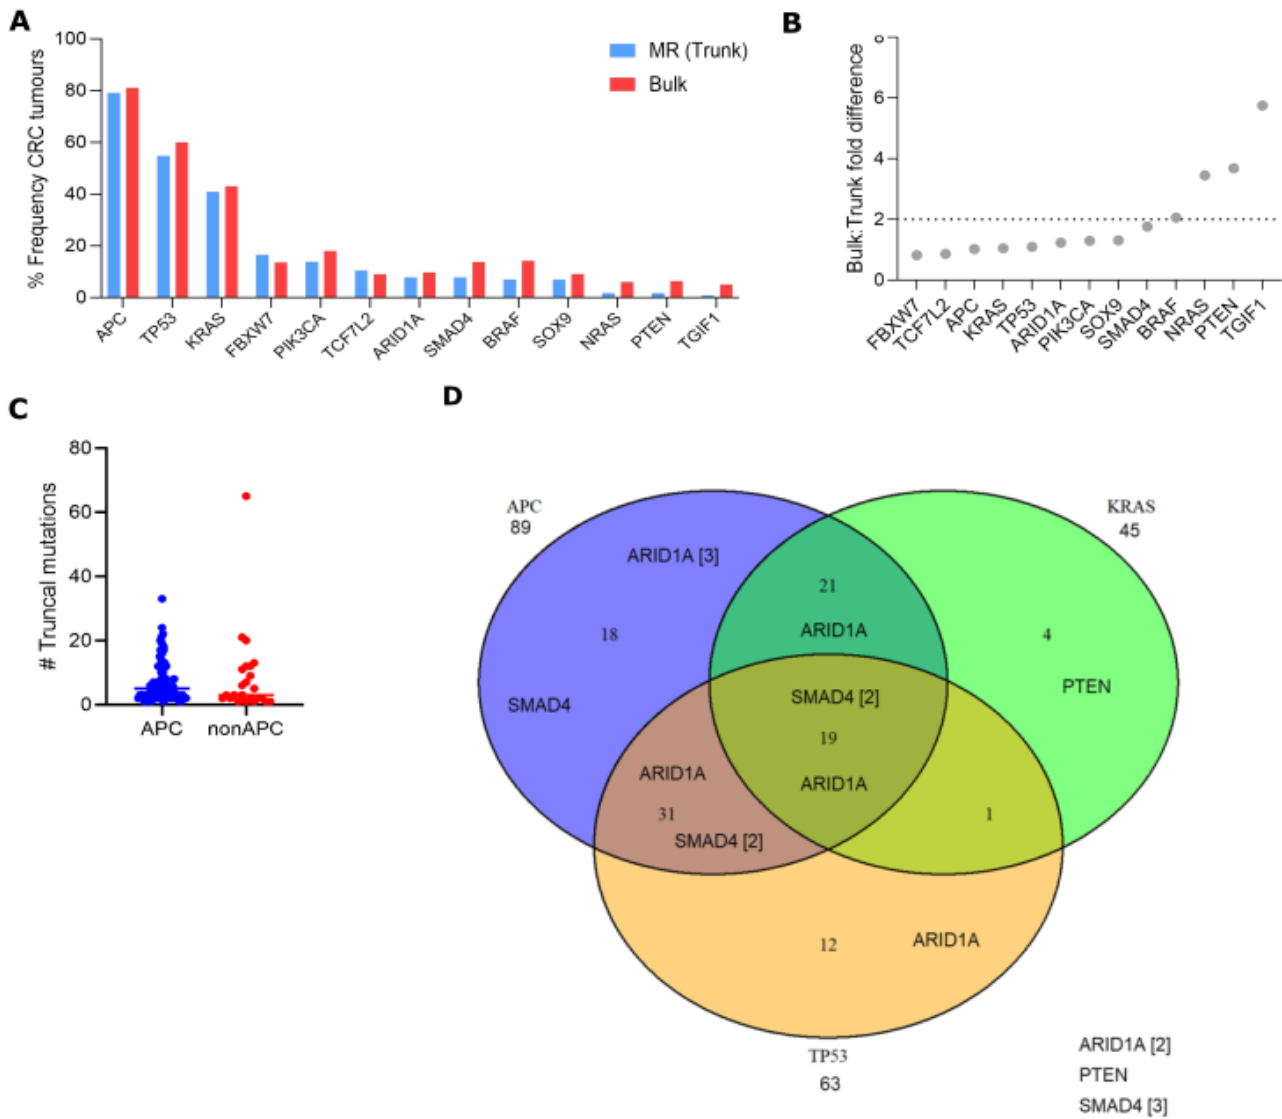 A
% Frequency CRC tumours
100
80
60
40
20
0
MR (Trunk)
Bulk
APC
TP53
KRAS
FBXW7
PIK3CA
TCF7L2
ARID1A
SMAD4
BRAF
SOX9
NRAS
PTEN
TGIF1
B
Bulk:Trunk fold difference
8
6
4
2
0
FBXW7
TCF7L2
APC
KRAS
TP53
ARID1A
PIK3CA
SOX9
SMAD4
BRAF
NRAS
PTEN
TGIF1
C
# Truncal mutations
80
60
40
20
0
APC
nonAPC
D
APC
89
KRAS
45
ARID1A [3]
21
18
ARID1A
4
SMAD4
SMAD4 [2]
PTEN
19
ARID1A
ARID1A
31
1
SMAD4 [2]
12
ARID1A
TP53
63
ARID1A [2]
PTEN
SMAD4 [3]